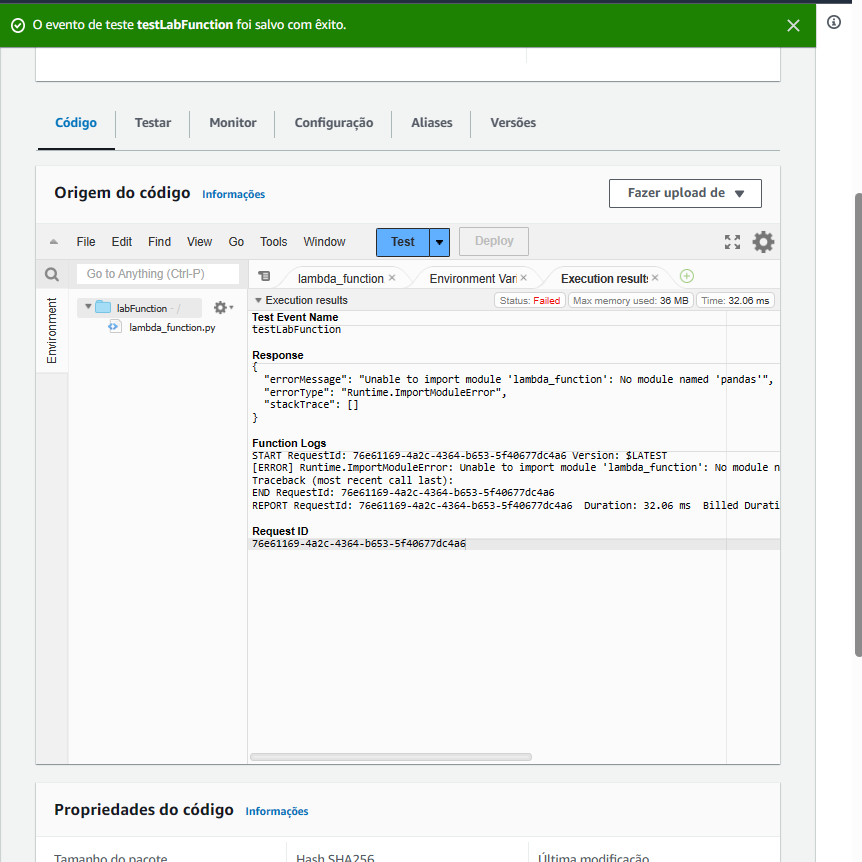 O evento de teste testLabFunction foi salvo com êxito.
Código
Testar
Monitor
Configuração
Aliases
Versões
Origem do código
Informações
Fazer upload de
File
Edit
Find
View
Go
Tools
Window
Test
Deploy
Go to Anything (Ctrl-P)
lambda_function
Environment Vari
Execution results
Environment
labFunction - /
lambda_function.py
Execution results
Status: Failed
Max memory used: 36 MB
Time: 32.06 ms
Test Event Name
testLabFunction
Response
{
"errorMessage": "Unable to import module 'lambda_function': No module named 'pandas'",
"errorType": "Runtime.ImportModuleError",
"stackTrace": []
}
Function Logs
START RequestId: 76e61169-4a2c-4364-b653-5f40677dc4a6 Version: $LATEST
[ERROR] Runtime.ImportModuleError: Unable to import module 'lambda_function': No module n
Traceback (most recent call last):
END RequestId: 76e61169-4a2c-4364-b653-5f40677dc4a6
REPORT RequestId: 76e61169-4a2c-4364-b653-5f40677dc4a6 Duration: 32.06 ms Billed Durati
Request ID
76e61169-4a2c-4364-b653-5f40677dc4a6
Propriedades do código
Informações
Tamanho do pacote
Hash SHA256
Última modificação